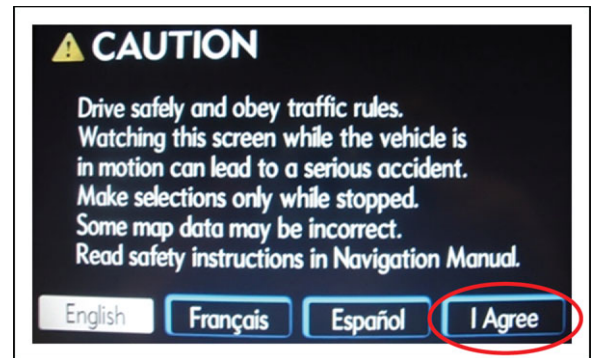 CAUTION
Drive safely and obey traffic rules.
Watching this screen while the vehicle is
in motion can lead to a serious accident.
Make selections only while stopped.
Some map data may be incorrect.
Read safety instructions in Navigation Manual.
English Français Español I Agree